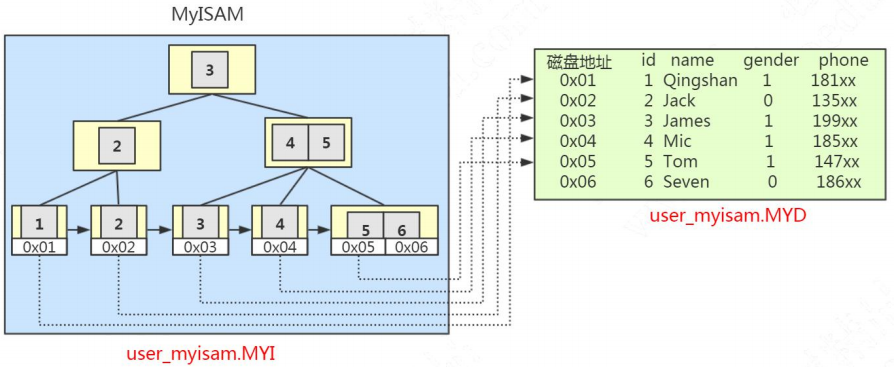 MyISAM
3
2
4 5
1 2 3 4 5 6
0x01 0x02 0x03 0x04 0x05 0x06
user_myisam.MYI
磁盘地址 id name gender phone
0x01 1 Qingshan 1 181xx
0x02 2 Jack 0 135xx
0x03 3 James 1 199xx
0x04 4 Mic 1 185xx
0x05 5 Tom 1 147xx
0x06 6 Seven 0 186xx
user_myisam.MYD